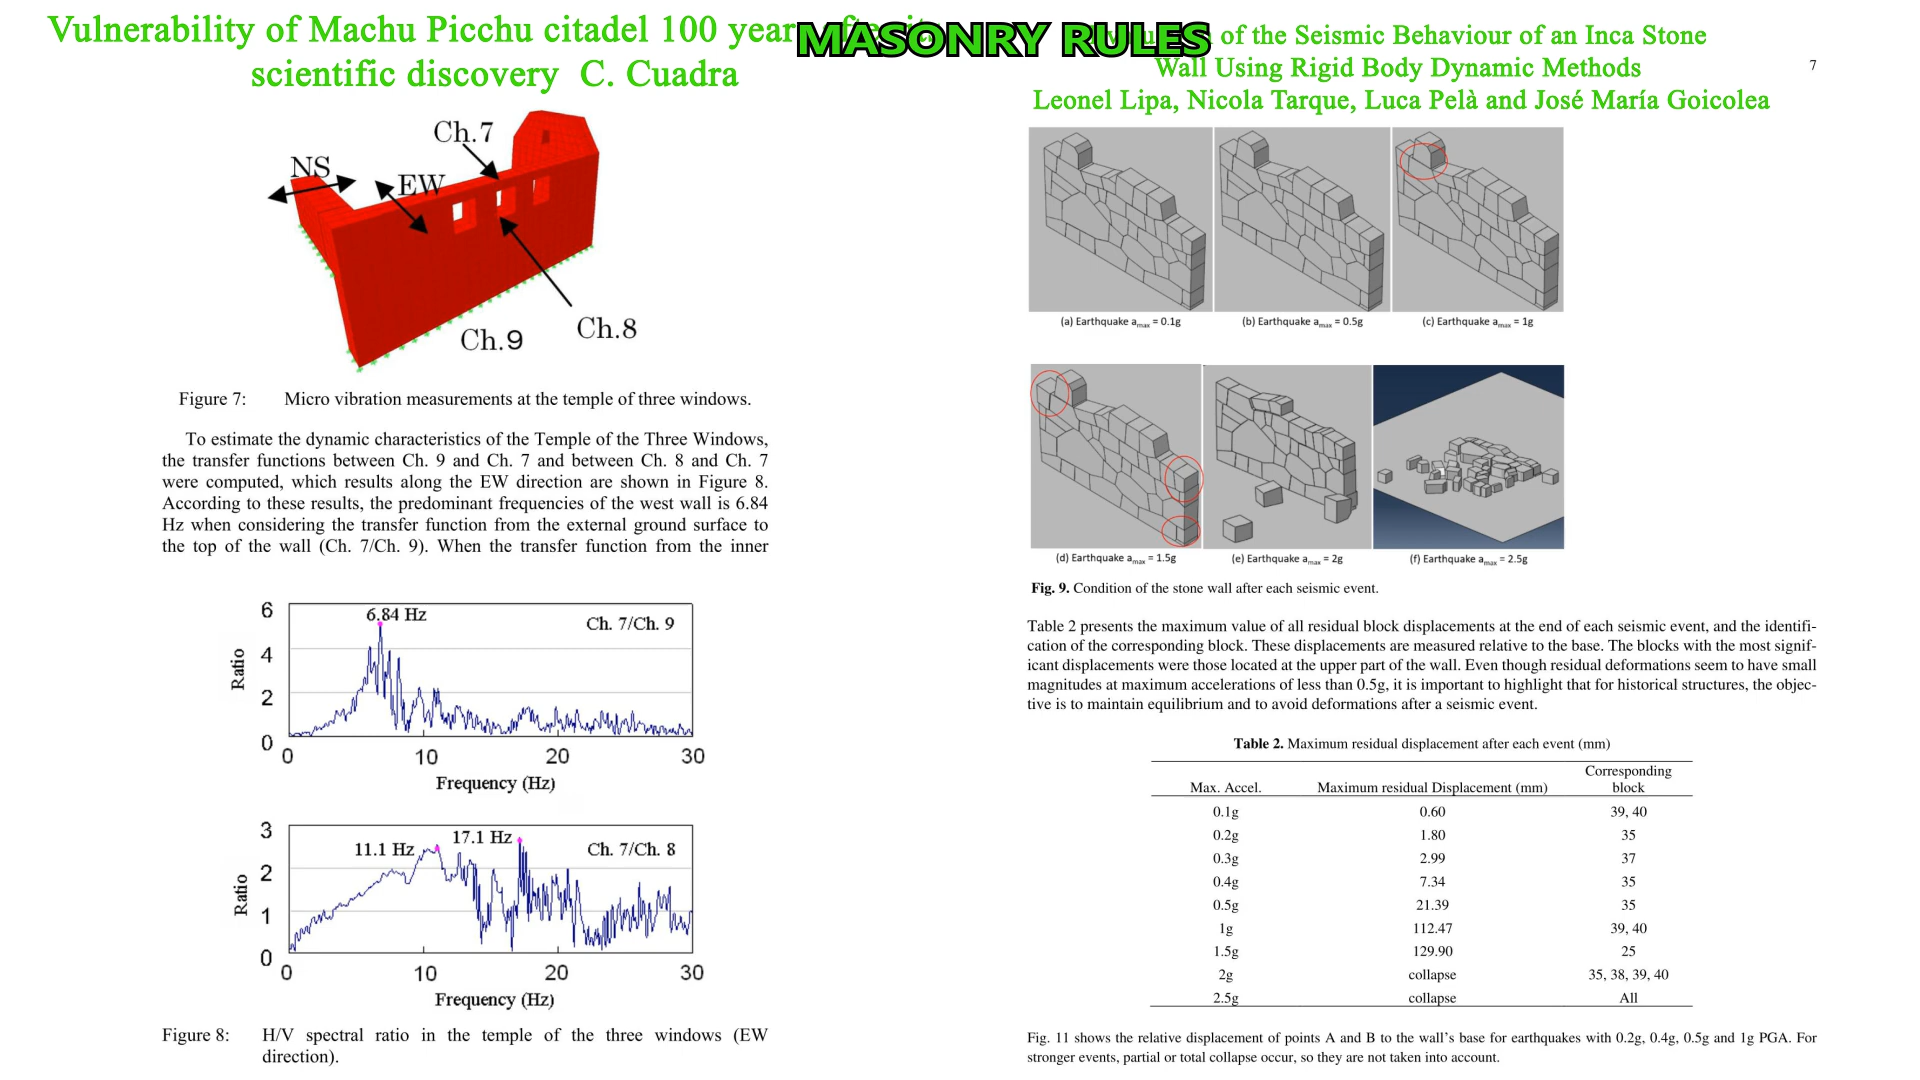 Vulnerability of Machu Picchu citadel 100 year
scientific discovery C. Cuadra
MASONRY RULES
of the Seismic Behaviour of an Inca Stone
Wall Using Rigid Body Dynamic Methods
Leonel Lipa, Nicola Tarque, Luca Pelà and José María Goicolea
7
Ch.7
NS
EW
Ch.9
Ch.8
Figure 7: Micro vibration measurements at the temple of three windows.
To estimate the dynamic characteristics of the Temple of the Three Windows,
the transfer functions between Ch. 9 and Ch. 7 and between Ch. 8 and Ch. 7
were computed, which results along the EW direction are shown in Figure 8.
According to these results, the predominant frequencies of the west wall is 6.84
Hz when considering the transfer function from the external ground surface to
the top of the wall (Ch. 7/Ch. 9). When the transfer function from the inner
6
4
2
0
Ratio
6.84 Hz
Ch. 7/Ch. 9
0 10 20 30
Frequency (Hz)
3
2
1
0
Ratio
11.1 Hz
17.1 Hz
Ch. 7/Ch. 8
0 10 20 30
Frequency (Hz)
Figure 8: H/V spectral ratio in the temple of the three windows (EW
direction).
(a) Earthquake amax = 0.1g
(b) Earthquake amax = 0.5g
(c) Earthquake amax = 1g
(d) Earthquake amax = 1.5g
(e) Earthquake amax = 2g
(f) Earthquake amax = 2.5g
Fig. 9. Condition of the stone wall after each seismic event.
Table 2 presents the maximum value of all residual block displacements at the end of each seismic event, and the identifi-
cation of the corresponding block. These displacements are measured relative to the base. The blocks with the most signif-
icant displacements were those located at the upper part of the wall. Even though residual deformations seem to have small
magnitudes at maximum accelerations of less than 0.5g, it is important to highlight that for historical structures, the objec-
tive is to maintain equilibrium and to avoid deformations after a seismic event.
Table 2. Maximum residual displacement after each event (mm)
Corresponding
Max. Accel. Maximum residual Displacement (mm) block
0.1g 0.60 39, 40
0.2g 1.80 35
0.3g 2.99 37
0.4g 7.34 35
0.5g 21.39 35
1g 112.47 39, 40
1.5g 129.90 25
2g collapse 35, 38, 39, 40
2.5g collapse All
Fig. 11 shows the relative displacement of points A and B to the wall's base for earthquakes with 0.2g, 0.4g, 0.5g and 1g PGA. For
stronger events, partial or total collapse occur, so they are not taken into account.